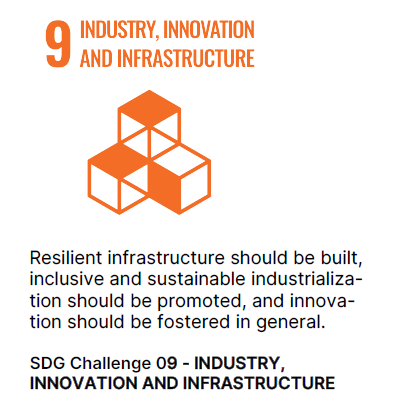 9 INDUSTRY, INNOVATION
AND INFRASTRUCTURE
Resilient infrastructure should be built,
inclusive and sustainable industrializa-
tion should be promoted, and innova-
tion should be fostered in general.
SDG Challenge 09 - INDUSTRY,
INNOVATION AND INFRASTRUCTURE